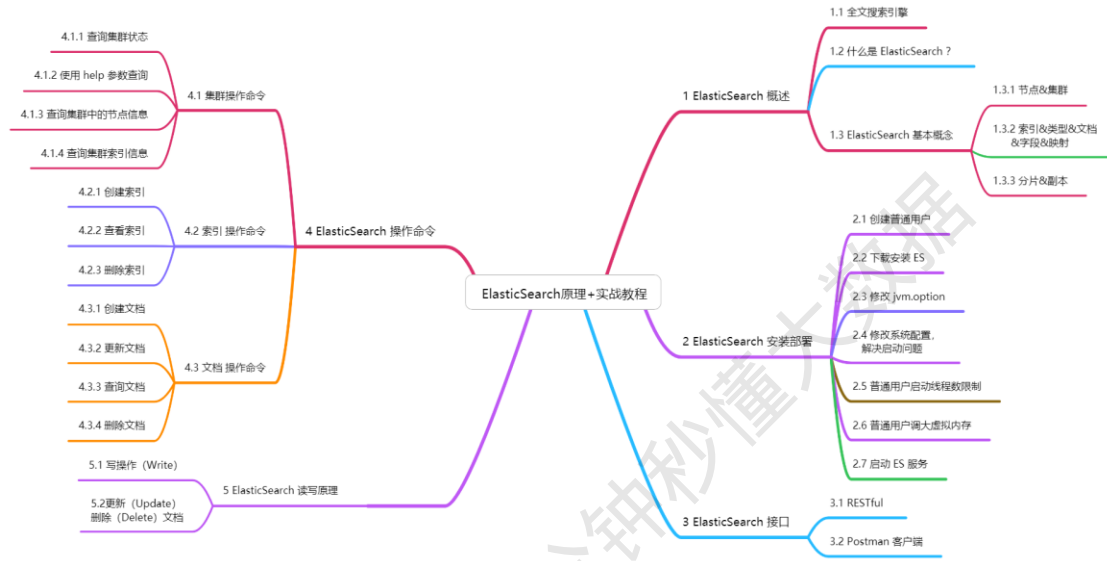 ElasticSearch原理+实战教程
1 ElasticSearch 概述
1.1 全文搜索引擎
1.2 什么是 ElasticSearch ?
1.3 ElasticSearch 基本概念
1.3.1 节点&集群
1.3.2 索引&类型&文档
&字段&映射
1.3.3 分片&副本
2 ElasticSearch 安装部署
2.1 创建普通用户
2.2 下载安装 ES
2.3 修改 jvm.option
2.4 修改系统配置，
解决启动问题
2.5 普通用户启动线程数限制
2.6 普通用户调大虚拟内存
2.7 启动 ES 服务
3 ElasticSearch 接口
3.1 RESTful
3.2 Postman 客户端
4 ElasticSearch 操作命令
4.1 集群操作命令
4.1.1 查询集群状态
4.1.2 使用 help 参数查询
4.1.3 查询集群中的节点信息
4.1.4 查询集群索引信息
4.2 索引 操作命令
4.2.1 创建索引
4.2.2 查看索引
4.2.3 删除索引
4.3 文档 操作命令
4.3.1 创建文档
4.3.2 更新文档
4.3.3 查询文档
4.3.4 删除文档
5 ElasticSearch 读写原理
5.1 写操作（Write）
5.2更新（Update）
删除（Delete）文档
钟秒懂大数据